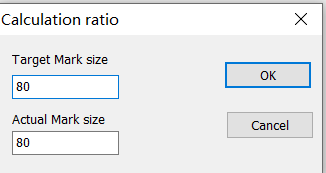 Calculation ratio
Target Mark size
80
OK
Actual Mark size
80
Cancel